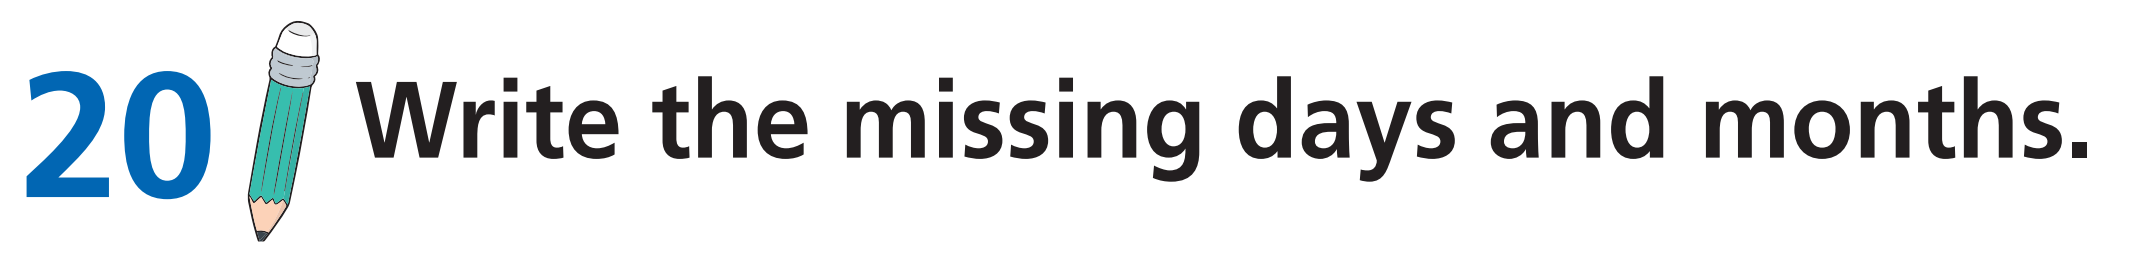 20 Write the missing days and months.